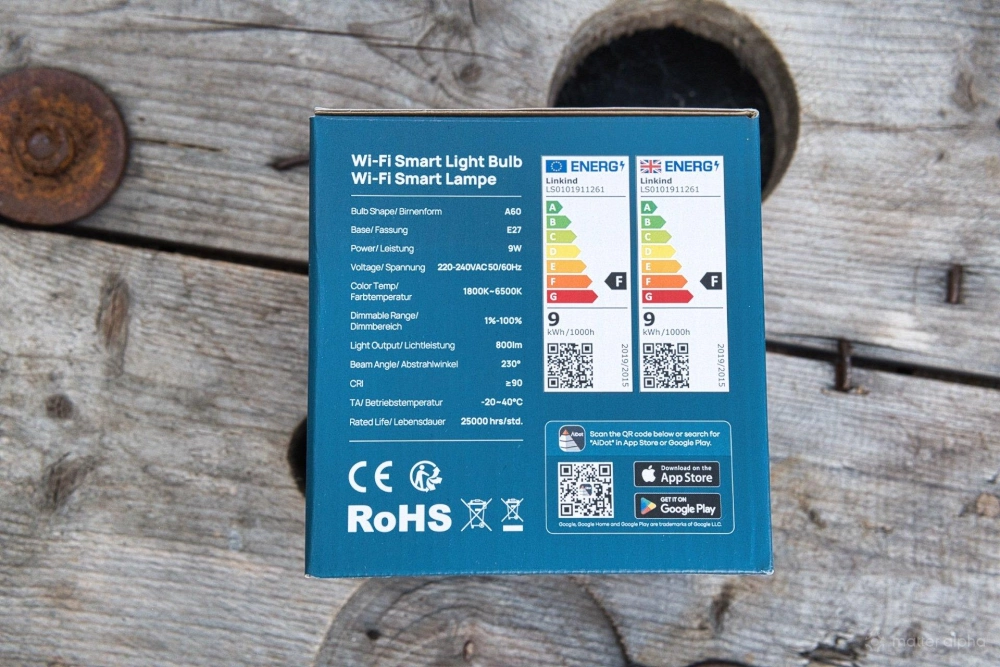 Wi-Fi Smart Light Bulb
Wi-Fi Smart Lampe
Bulb Shape/ Birnenform A60
Base/ Fassung E27
Power/ Leistung 9W
Voltage/ Spannung 220-240VAC50/60Hz
Color Temp/
Farbtemperatur 1800K~6500K
Dimmable Range/
Dimmbereich 1%-100%
Light Output/ Lichtleistung 800lm
Beam Angle/ Abstrahlwinkel 230°
CRI ≥90
TA/ Betriebstemperatur -20~40°C
Rated Life/ Lebensdauer 25000 hrs/std.
CE
RoHS
ENERG
Linkind
LS0101911261
A
B
C
D
E
F F
G
9
kWh/1000h
2019/2015
ENERG
Linkind
LS0101911261
A
B
C
D
E
F F
G
9
kWh/1000h
2019/2015
AiDot
Scan the QR code below or search for
"AiDot" in App Store or Google Play.
Download on the
App Store
GET IT ON
Google Play
Google, Google Home and Google Play are trademarks of Google LLC.
matter alpha